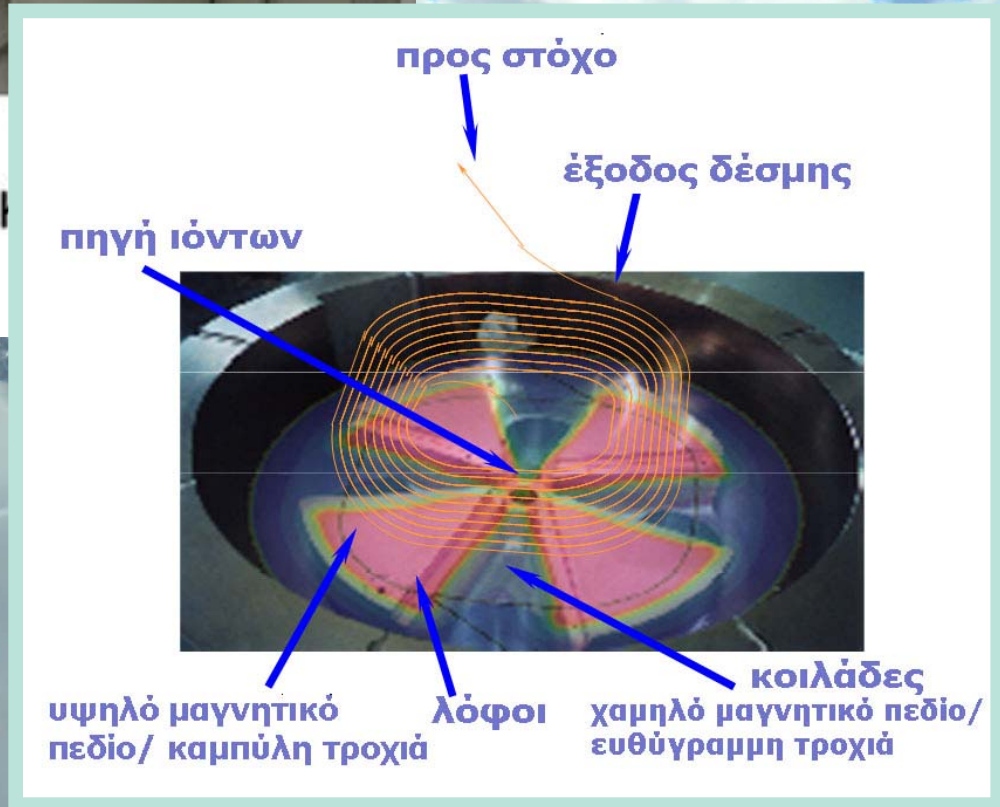 προς στόχο
έξοδος δέσμης
πηγή ιόντων
υψηλό μαγνητικό
πεδίο/ καμπύλη τροχιά
λόφοι
κοιλάδες
χαμηλό μαγνητικό πεδίο/
ευθύγραμμη τροχιά